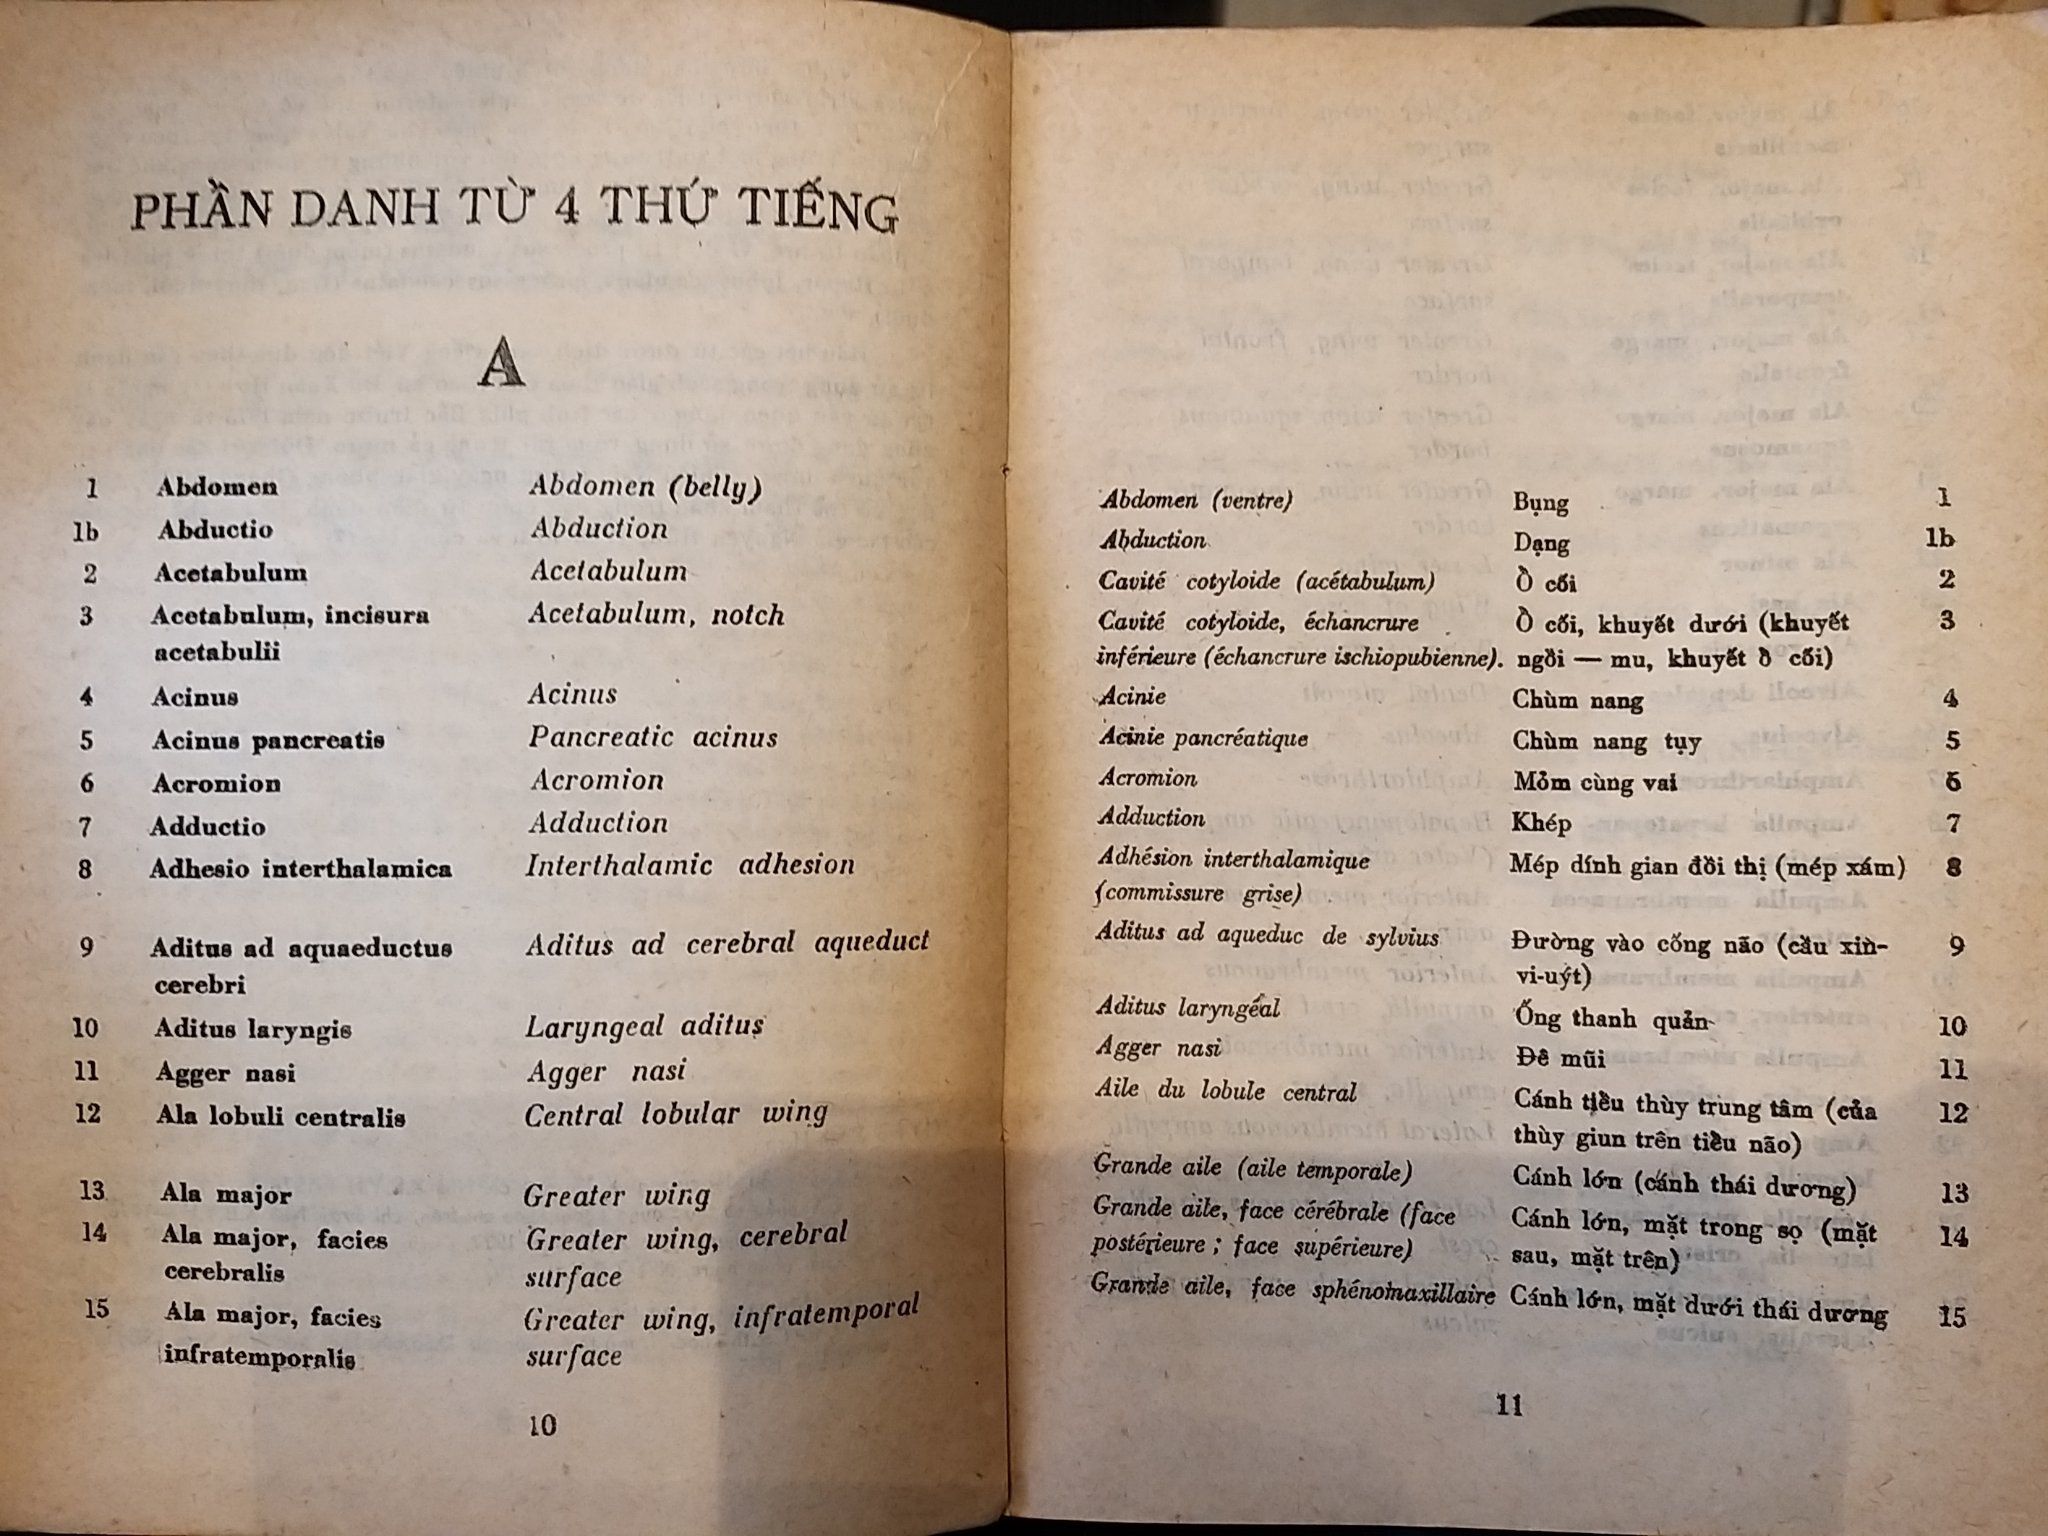 PHẦN DANH TỪ 4 THỨ TIẾNG
A
1 Abdomen Abdomen (belly)
1b Abductio Abduction
2 Acetabulum Acetabulum
3 Acetabulum, incisura Acetabulum, notch
acetabulii
4 Acinus Acinus
5 Acinus pancreatis Pancreatic acinus
6 Acromion Acromion
7 Adductio Adduction
8 Adhesio interthalamica Interthalamic adhesion
9 Aditus ad aquaeductus Aditus ad cerebral aqueduct
cerebri
10 Aditus laryngis Laryngeal aditus
11 Agger nasi Agger nasi
12 Ala lobuli centralis Central lobular wing
13 Ala major Greater wing
14 Ala major, facies Greater wing, cerebral
cerebralis surface
15 Ala major, facies Greater wing, infratemporal
infratemporalis surface
10
Abdomen (ventre) Bụng 1
Abduction Dạng 1b
Cavité cotyloide (acétabulum) Ổ cối 2
Cavité cotyloide, échancrure Ổ cối, khuyết dưới (khuyết 3
inférieure (échancrure ischiopubienne). ngồi — mu, khuyết ổ cối)
Acinie Chùm nang 4
Acinie pancréatique Chùm nang tụy 5
Acromion Mỏm cùng vai 6
Adduction Khép 7
Adhésion interthalamique Mép dính gian đồi thị (mép xám) 8
(commissure grise)
Aditus ad aqueduc de sylvius Đường vào cống não (cầu xin- 9
vi-uýt)
Aditus laryngéal Ống thanh quản 10
Agger nasi Đê mũi 11
Aile du lobule central Cánh tiểu thùy trung tâm (của 12
thùy giun trên tiểu não)
Grande aile (aile temporale) Cánh lớn (cánh thái dương) 13
Grande aile, face cérébrale (face Cánh lớn, mặt trong sọ (mặt 14
postérieure ; face supérieure) sau, mặt trên)
Grande aile, face sphénomaxillaire Cánh lớn, mặt dưới thái dương 15
11